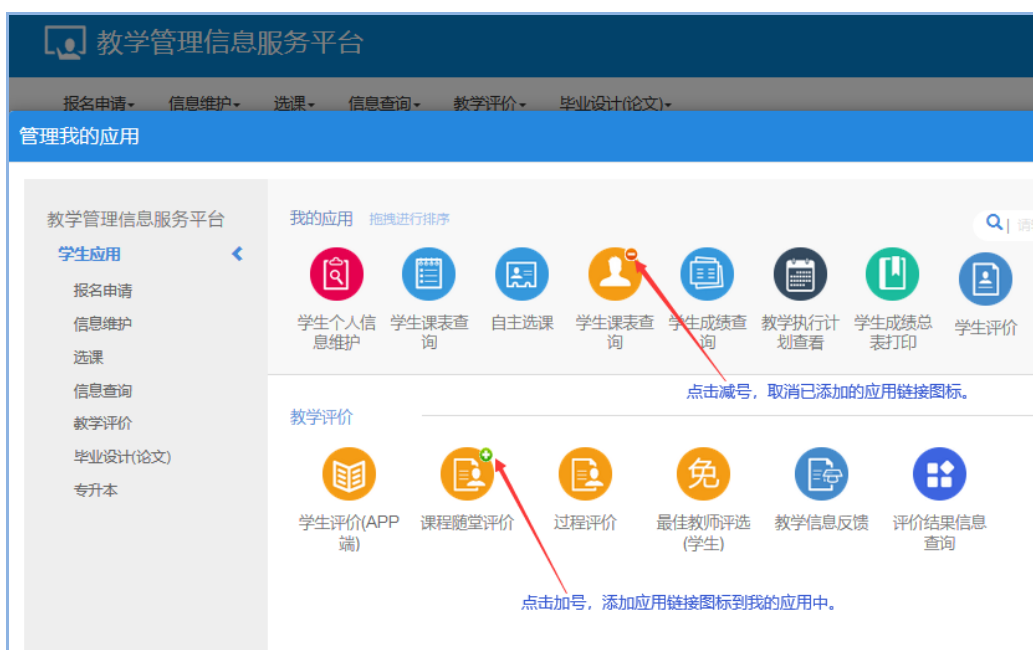 教学管理信息服务平台
报名申请 信息维护 选课 信息查询 教学评价 毕业设计(论文)
管理我的应用
教学管理信息服务平台
学生应用
报名申请
信息维护
选课
信息查询
教学评价
毕业设计(论文)
专升本
我的应用 拖拽进行排序
学生个人信
息维护
学生课表查
询
自主选课
学生课表查
询
学生成绩查
询
教学执行计
划查看
学生成绩总
表打印
学生评价
点击减号，取消已添加的应用链接图标。
教学评价
免
学生评价(APP
端)
课程随堂评价
过程评价
最佳教师评选
(学生)
教学信息反馈
评价结果信息
查询
点击加号，添加应用链接图标到我的应用中。